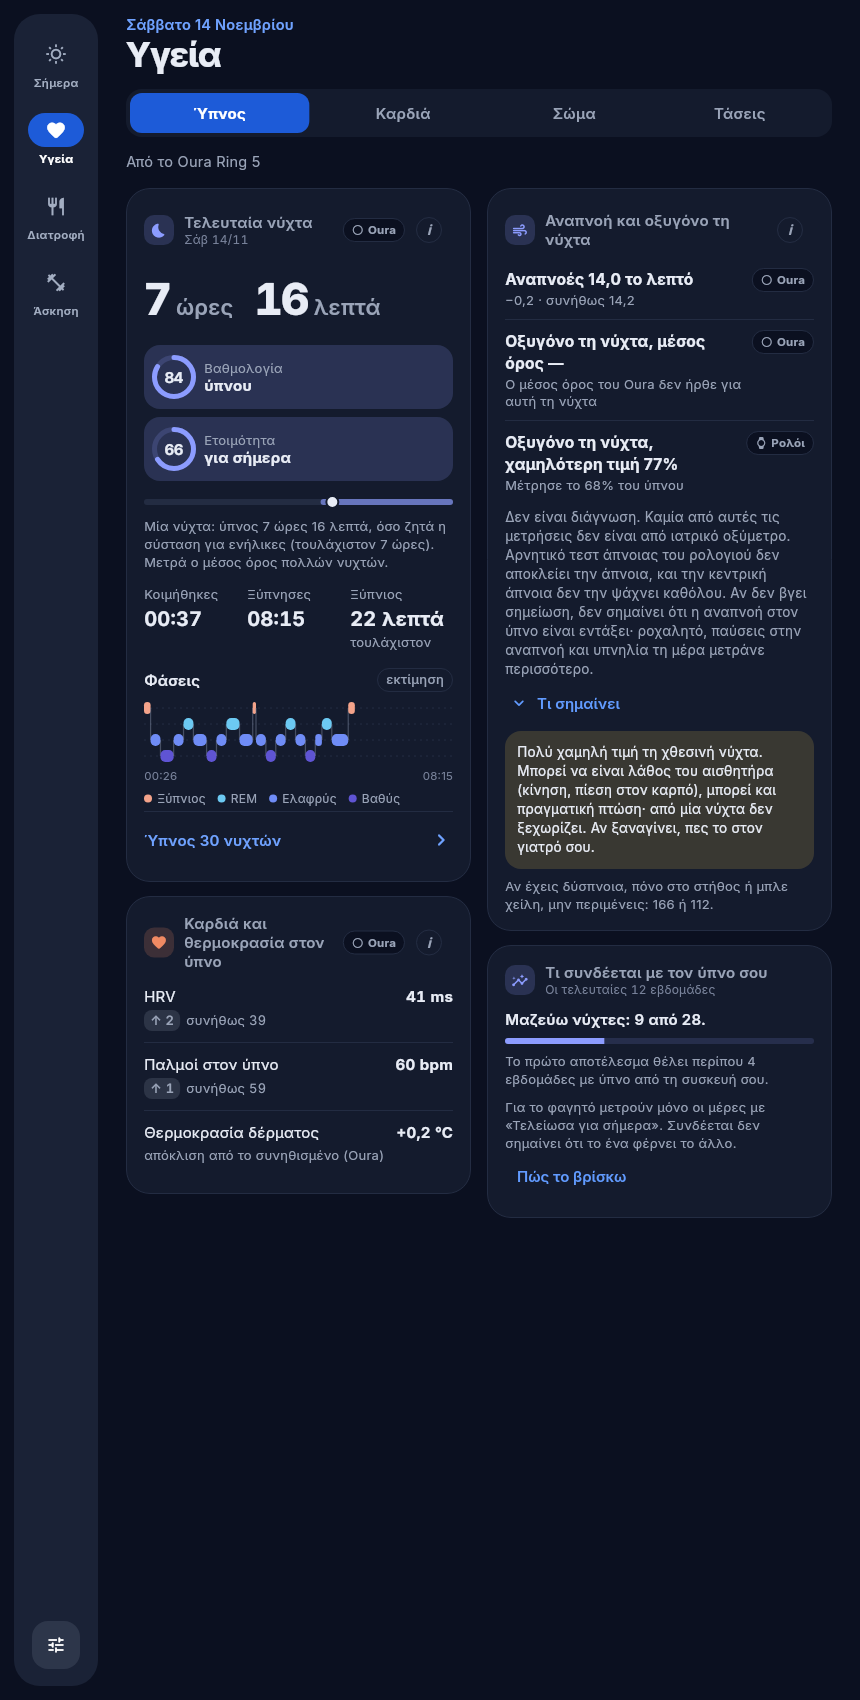 Σάββατο 14 Νοεμβρίου
Υγεία
Σήμερα
Υγεία
Διατροφή
Άσκηση
Ύπνος
Καρδιά
Σώμα
Τάσεις
Από το Oura Ring 5
Τελευταία νύχτα
Σάβ 14/11
Oura
i
7 ώρες 16 λεπτά
84
Βαθμολογία
ύπνου
66
Ετοιμότητα
για σήμερα
Μία νύχτα: ύπνος 7 ώρες 16 λεπτά, όσο ζητά η
σύσταση για ενήλικες (τουλάχιστον 7 ώρες).
Μετρά ο μέσος όρος πολλών νυχτών.
Κοιμήθηκες
Ξύπνησες
Ξύπνιος
00:37
08:15
22 λεπτά
τουλάχιστον
Φάσεις
εκτίμηση
00:26
08:15
Ξύπνιος
REM
Ελαφρύς
Βαθύς
Ύπνος 30 νυχτών
Καρδιά και
θερμοκρασία στον
ύπνο
Oura
i
HRV
41 ms
↑ 2 συνήθως 39
Παλμοί στον ύπνο
60 bpm
↑ 1 συνήθως 59
Θερμοκρασία δέρματος
+0,2 °C
απόκλιση από το συνηθισμένο (Oura)
Αναπνοή και οξυγόνο τη
νύχτα
i
Αναπνοές 14,0 το λεπτό
Oura
−0,2 · συνήθως 14,2
Οξυγόνο τη νύχτα, μέσος
όρος —
Oura
Ο μέσος όρος του Oura δεν ήρθε για
αυτή τη νύχτα
Οξυγόνο τη νύχτα,
χαμηλότερη τιμή 77%
Ρολόι
Μέτρησε το 68% του ύπνου
Δεν είναι διάγνωση. Καμία από αυτές τις
μετρήσεις δεν είναι από ιατρικό οξύμετρο.
Αρνητικό τεστ άπνοιας του ρολογιού δεν
αποκλείει την άπνοια, και την κεντρική
άπνοια δεν την ψάχνει καθόλου. Αν δεν βγει
σημείωση, δεν σημαίνει ότι η αναπνοή στον
ύπνο είναι εντάξει· ροχαλητό, παύσεις στην
αναπνοή και υπνηλία τη μέρα μετράνε
περισσότερο.
Τι σημαίνει
Πολύ χαμηλή τιμή τη χθεσινή νύχτα.
Μπορεί να είναι λάθος του αισθητήρα
(κίνηση, πίεση στον καρπό), μπορεί και
πραγματική πτώση· από μία νύχτα δεν
ξεχωρίζει. Αν ξαναγίνει, πες το στον
γιατρό σου.
Αν έχεις δύσπνοια, πόνο στο στήθος ή μπλε
χείλη, μην περιμένεις: 166 ή 112.
Τι συνδέεται με τον ύπνο σου
Οι τελευταίες 12 εβδομάδες
Μαζεύω νύχτες: 9 από 28.
Το πρώτο αποτέλεσμα θέλει περίπου 4
εβδομάδες με ύπνο από τη συσκευή σου.
Για το φαγητό μετρούν μόνο οι μέρες με
«Τελείωσα για σήμερα». Συνδέεται δεν
σημαίνει ότι το ένα φέρνει το άλλο.
Πώς το βρίσκω